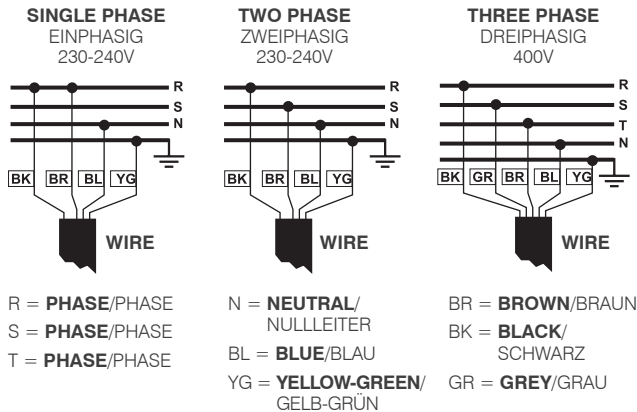 SINGLE PHASE
EINPHASIG
230-240V
R
S
N
BK BR BL YG
WIRE
TWO PHASE
ZWEIPHASIG
230-240V
R
S
N
BK BR BL YG
WIRE
THREE PHASE
DREIPHASIG
400V
R
S
T
N
BK GR BR BL YG
WIRE
R = PHASE/PHASE
S = PHASE/PHASE
T = PHASE/PHASE
N = NEUTRAL/
NULLLEITER
BL = BLUE/BLAU
YG = YELLOW-GREEN/
GELB-GRÜN
BR = BROWN/BRAUN
BK = BLACK/
SCHWARZ
GR = GREY/GRAU